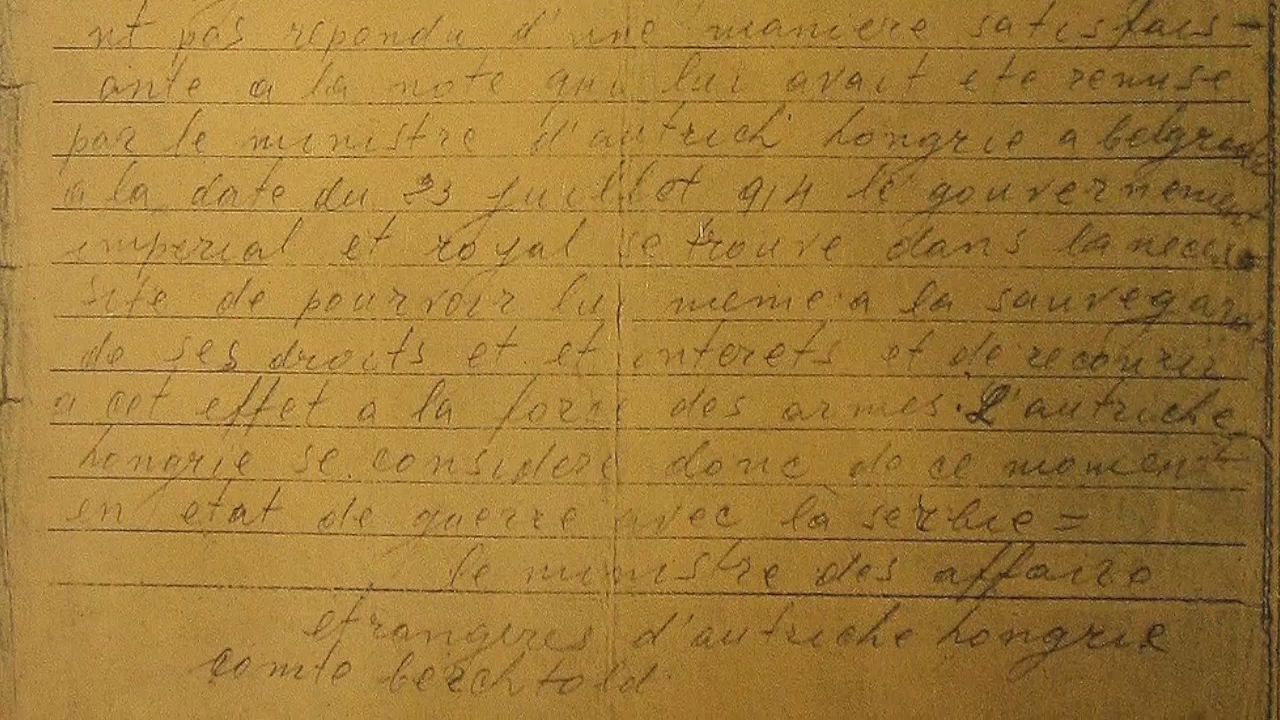 nt pas repondu d'une maniere satisfais-
ante a la note qui lui avait ete remise
par le ministre d'autrich hongrie a belgrade
a la date du 23 juillet 914 le gouvernement
imperial et royal se trouve dans la neces
site de pourvoir lui meme a la sauvegar
de ses droits et et interets et de recourir
a cet effet a la force des armes. L'autriche
hongrie se considere donc de ce moment
en etat de guerre avec la serbie =
le ministre des affaire
etrangeres d'autriche hongrie
comte berchtold